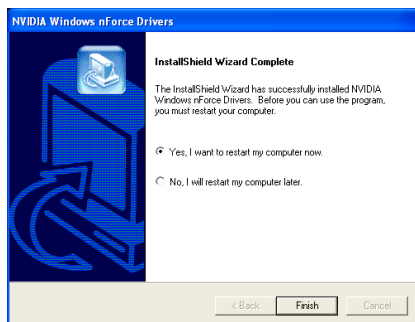 NVIDIA Windows nForce Drivers
InstallShield Wizard Complete
The InstallShield Wizard has successfully installed NVIDIA
Windows nForce Drivers. Before you can use the program,
you must restart your computer.
Yes, I want to restart my computer now.
No, I will restart my computer later.
< Back Finish Cancel